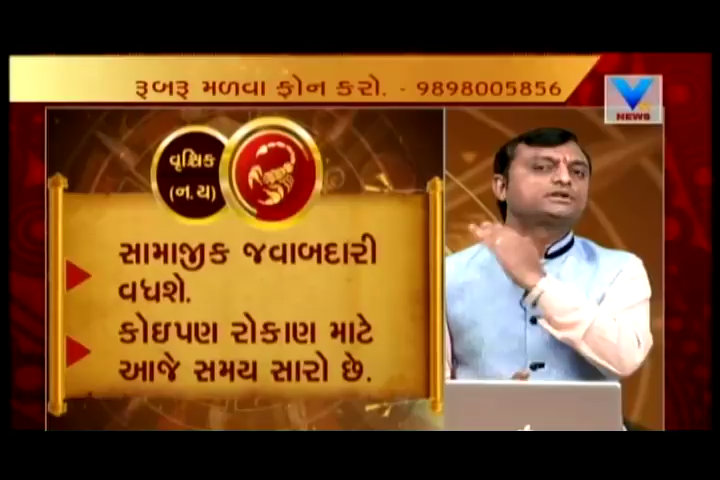 રૂબરૂ મળવા ફોન કરો. - 9898005856
V
NEWS
વૃશ્ચિક
(ન.ય)
સામાજીક જવાબદારી
વધશે.
કોઇપણ રોકાણ માટે
આજે સમય સારો છે.